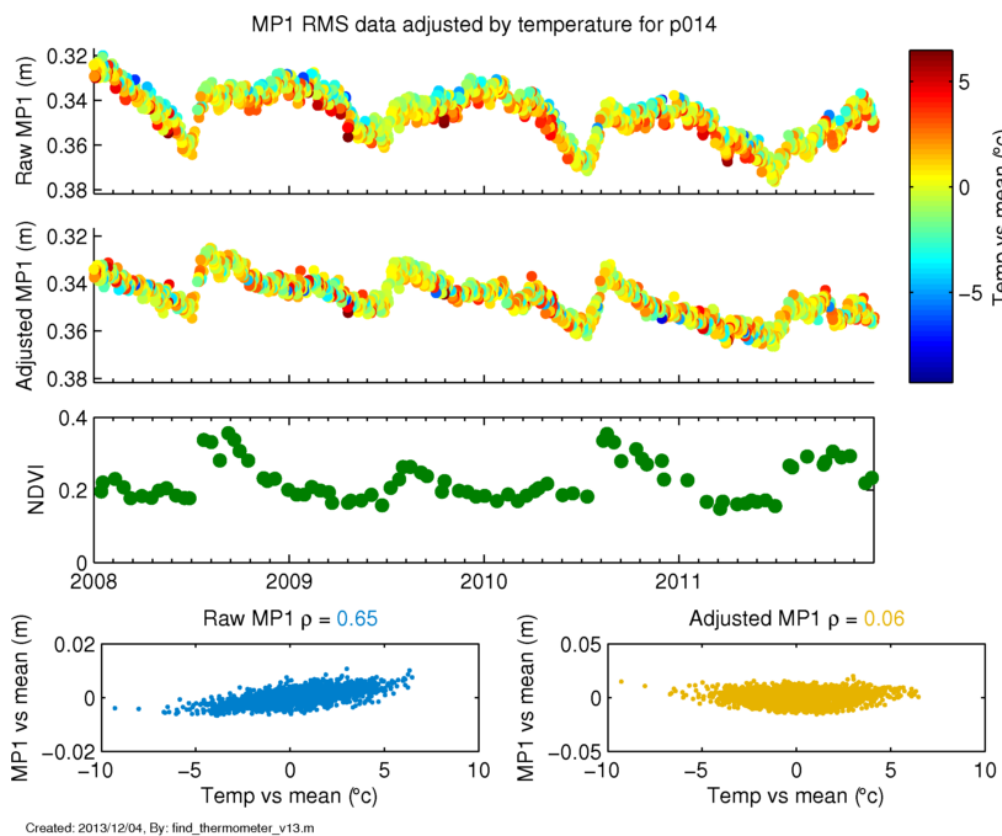 MP1 RMS data adjusted by temperature for p014
Raw MP1 (m)
0.32
0.34
0.36
0.38
Adjusted MP1 (m)
0.32
0.34
0.36
0.38
Temp vs mean (°c)
5
0
−5
NDVI
0.4
0.2
0
2008 2009 2010 2011
Raw MP1 ρ = 0.65
MP1 vs mean (m)
0.02
0
−0.02
−10 −5 0 5 10
Temp vs mean (°c)
Adjusted MP1 ρ = 0.06
MP1 vs mean (m)
0.05
0
−0.05
−10 −5 0 5 10
Temp vs mean (°c)
Created: 2013/12/04, By: find_thermometer_v13.m